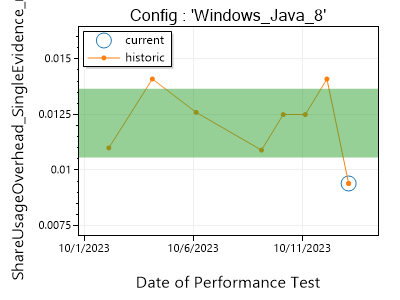 Config : 'Windows_Java_8'
current
historic
0.015
0.0125
0.01
0.0075
10/1/2023
10/6/2023
10/11/2023
Date of Performance Test
ShareUsageOverhead_SingleEvidence_